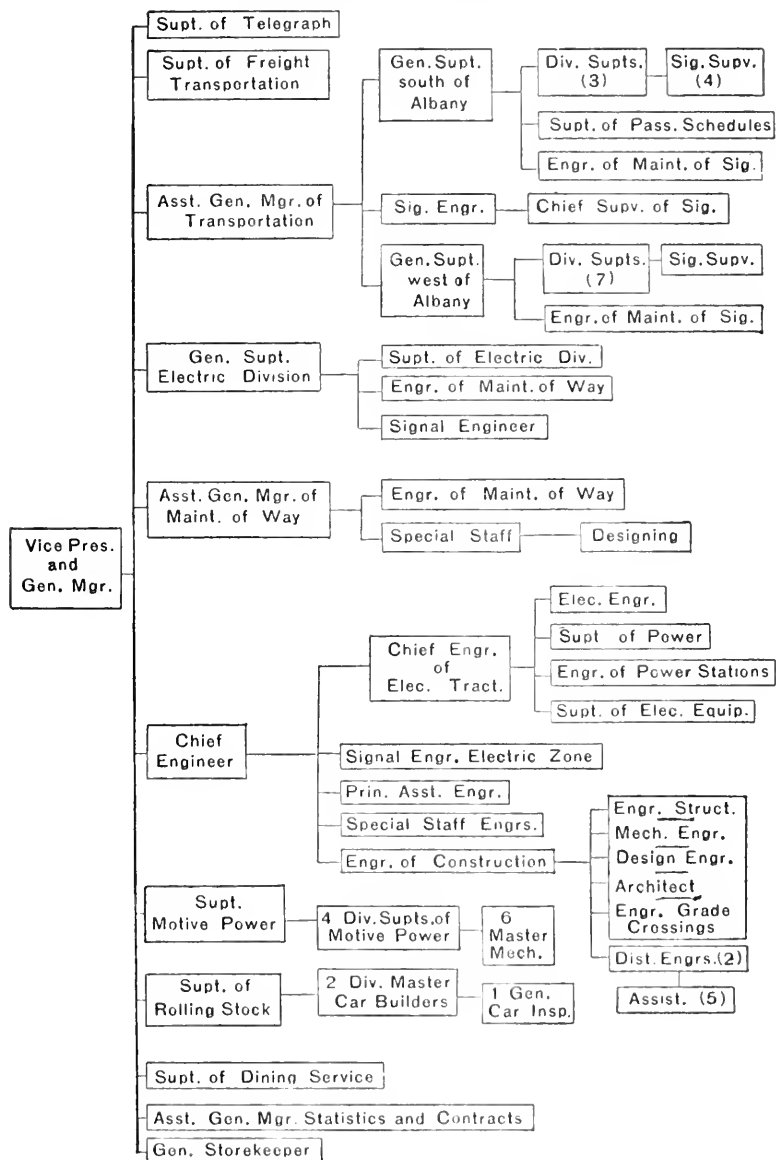 Supt. of Telegraph
Supt. of Freight
Transportation
Asst. Gen. Mgr. of
Transportation
Gen. Supt.
south of
Albany
Div. Supts.
(3)
Sig. Supv.
(4)
Supt. of Pass. Schedules
Engr. of Maint. of Sig.
Sig. Engr.
Chief Supv. of Sig.
Gen. Supt.
west of
Albany
Div. Supts.
(7)
Sig. Supv.
Engr. of Maint. of Sig.
Gen. Supt.
Electric Division
Supt. of Electric Div.
Engr. of Maint. of Way
Signal Engineer
Asst. Gen. Mgr. of
Maint. of Way
Engr. of Maint. of Way
Special Staff
Designing
Vice Pres.
and
Gen. Mgr.
Chief
Engineer
Chief Engr.
of
Elec. Tract.
Elec. Engr.
Supt of Power
Engr. of Power Stations
Supt. of Elec. Equip.
Signal Engr. Electric Zone
Prin. Asst. Engr.
Special Staff Engrs.
Engr. of Construction
Engr. Struct.
Mech. Engr.
Design Engr.
Architect
Engr. Grade
Crossings
Dist. Engrs. (2)
Assist. (5)
Supt.
Motive Power
4 Div. Supts. of
Motive Power
6
Master
Mech.
Supt. of
Rolling Stock
2 Div. Master
Car Builders
1 Gen.
Car Insp.
Supt. of Dining Service
Asst. Gen. Mgr. Statistics and Contracts
Gen. Storekeeper